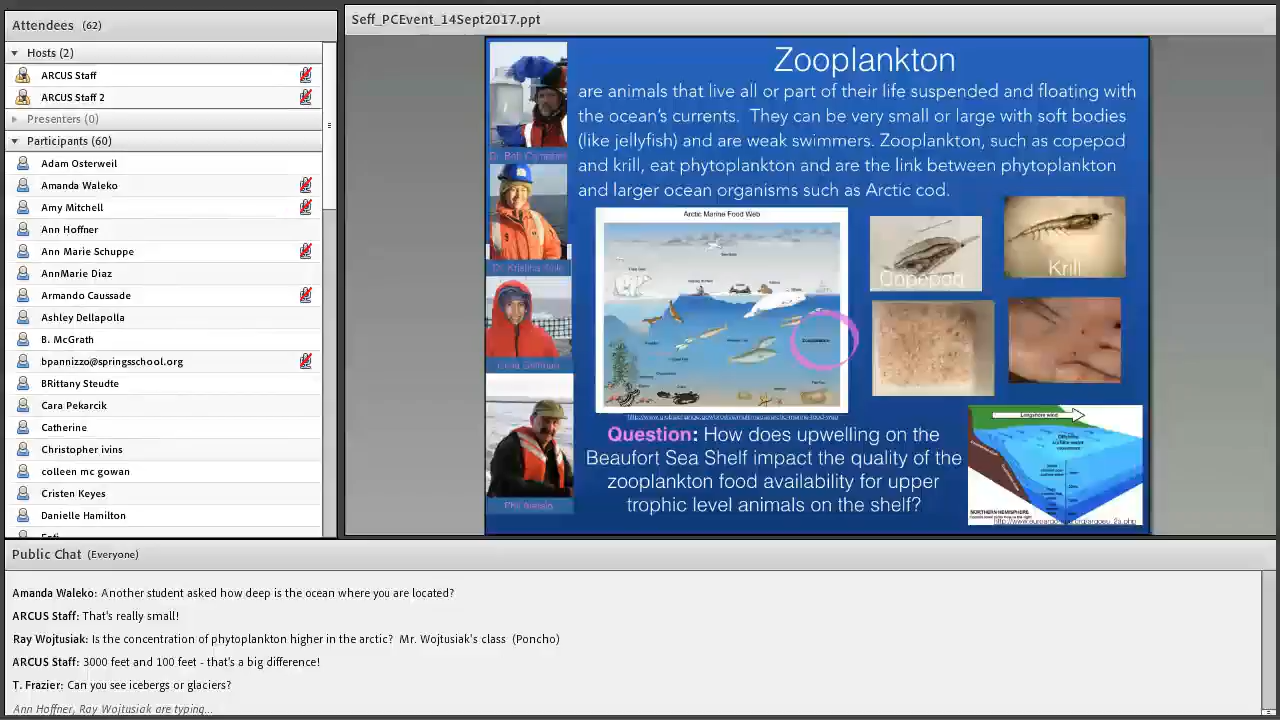 Attendees (62)
Hosts (2)
ARCUS Staff
ARCUS Staff 2
Presenters (0)
Participants (60)
Adam Osterweil
Amanda Waleko
Amy Mitchell
Ann Hoffner
Ann Marie Schuppe
AnnMarie Diaz
Armando Caussade
Ashley Dellapolla
B. McGrath
bpannizzo@springsschool.org
BRittany Steudte
Cara Pekarcik
Catherine
Christopher ivins
colleen mc gowan
Cristen Keyes
Danielle Hamilton
Seff_PCEvent_14Sept2017.ppt
Zooplankton
are animals that live all or part of their life suspended and floating with
the ocean's currents. They can be very small or large with soft bodies
(like jellyfish) and are weak swimmers. Zooplankton, such as copepod
and krill, eat phytoplankton and are the link between phytoplankton
and larger ocean organisms such as Arctic cod.
Arctic Marine Food Web
Copepod
Krill
Question: How does upwelling on the
Beaufort Sea Shelf impact the quality of the
zooplankton food availability for upper
trophic level animals on the shelf?
Longshore wind
NORTHERN HEMISPHERE
Public Chat (Everyone)
Amanda Waleko: Another student asked how deep is the ocean where you are located?
ARCUS Staff: That's really small!
Ray Wojtusiak: Is the concentration of phytoplankton higher in the arctic? Mr. Wojtusiak's class (Poncho)
ARCUS Staff: 3000 feet and 100 feet - that's a big difference!
T. Frazier: Can you see icebergs or glaciers?
Ann Hoffner, Ray Wojtusiak are typing...